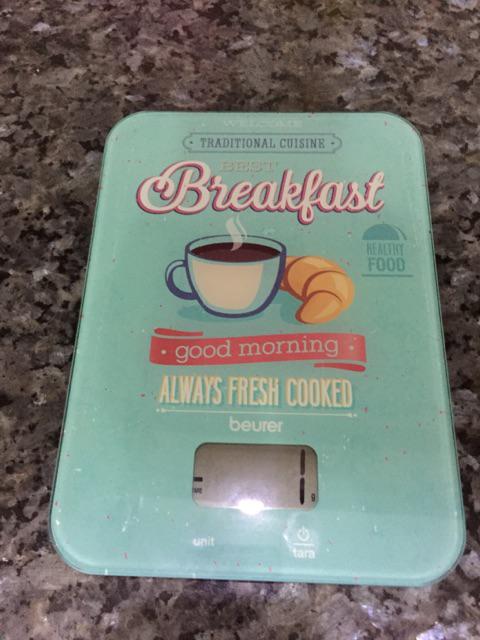 TRADITIONAL CUISINE
BEST
Breakfast
HEALTHY
FOOD
good morning
ALWAYS FRESH COOKED
beurer
g
unit
tara